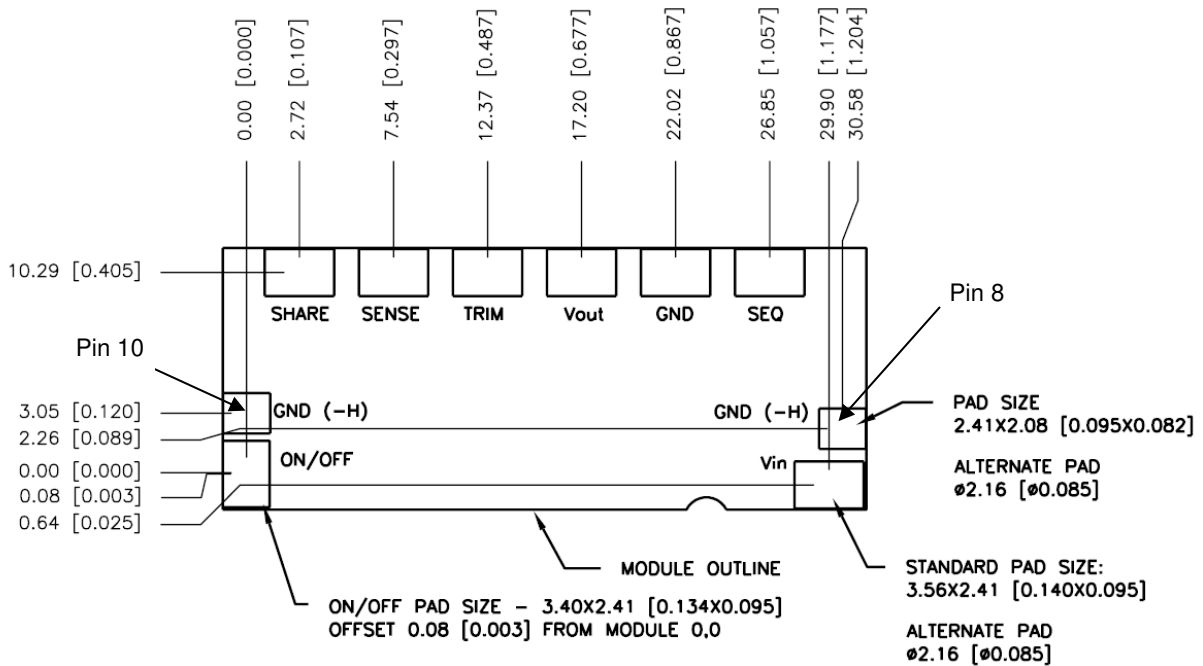 0.00 [0.000]
2.72 [0.107]
7.54 [0.297]
12.37 [0.487]
17.20 [0.677]
22.02 [0.867]
26.85 [1.057]
29.90 [1.177]
30.58 [1.204]
10.29 [0.405]
SHARE
SENSE
TRIM
Vout
GND
SEQ
Pin 8
Pin 10
3.05 [0.120]
GND (-H)
GND (-H)
PAD SIZE
2.41X2.08 [0.095X0.082]
2.26 [0.089]
ON/OFF
Vin
ALTERNATE PAD
ø2.16 [ø0.085]
0.00 [0.000]
0.08 [0.003]
0.64 [0.025]
MODULE OUTLINE
STANDARD PAD SIZE:
3.56X2.41 [0.140X0.095]
ON/OFF PAD SIZE - 3.40X2.41 [0.134X0.095]
OFFSET 0.08 [0.003] FROM MODULE 0,0
ALTERNATE PAD
ø2.16 [ø0.085]